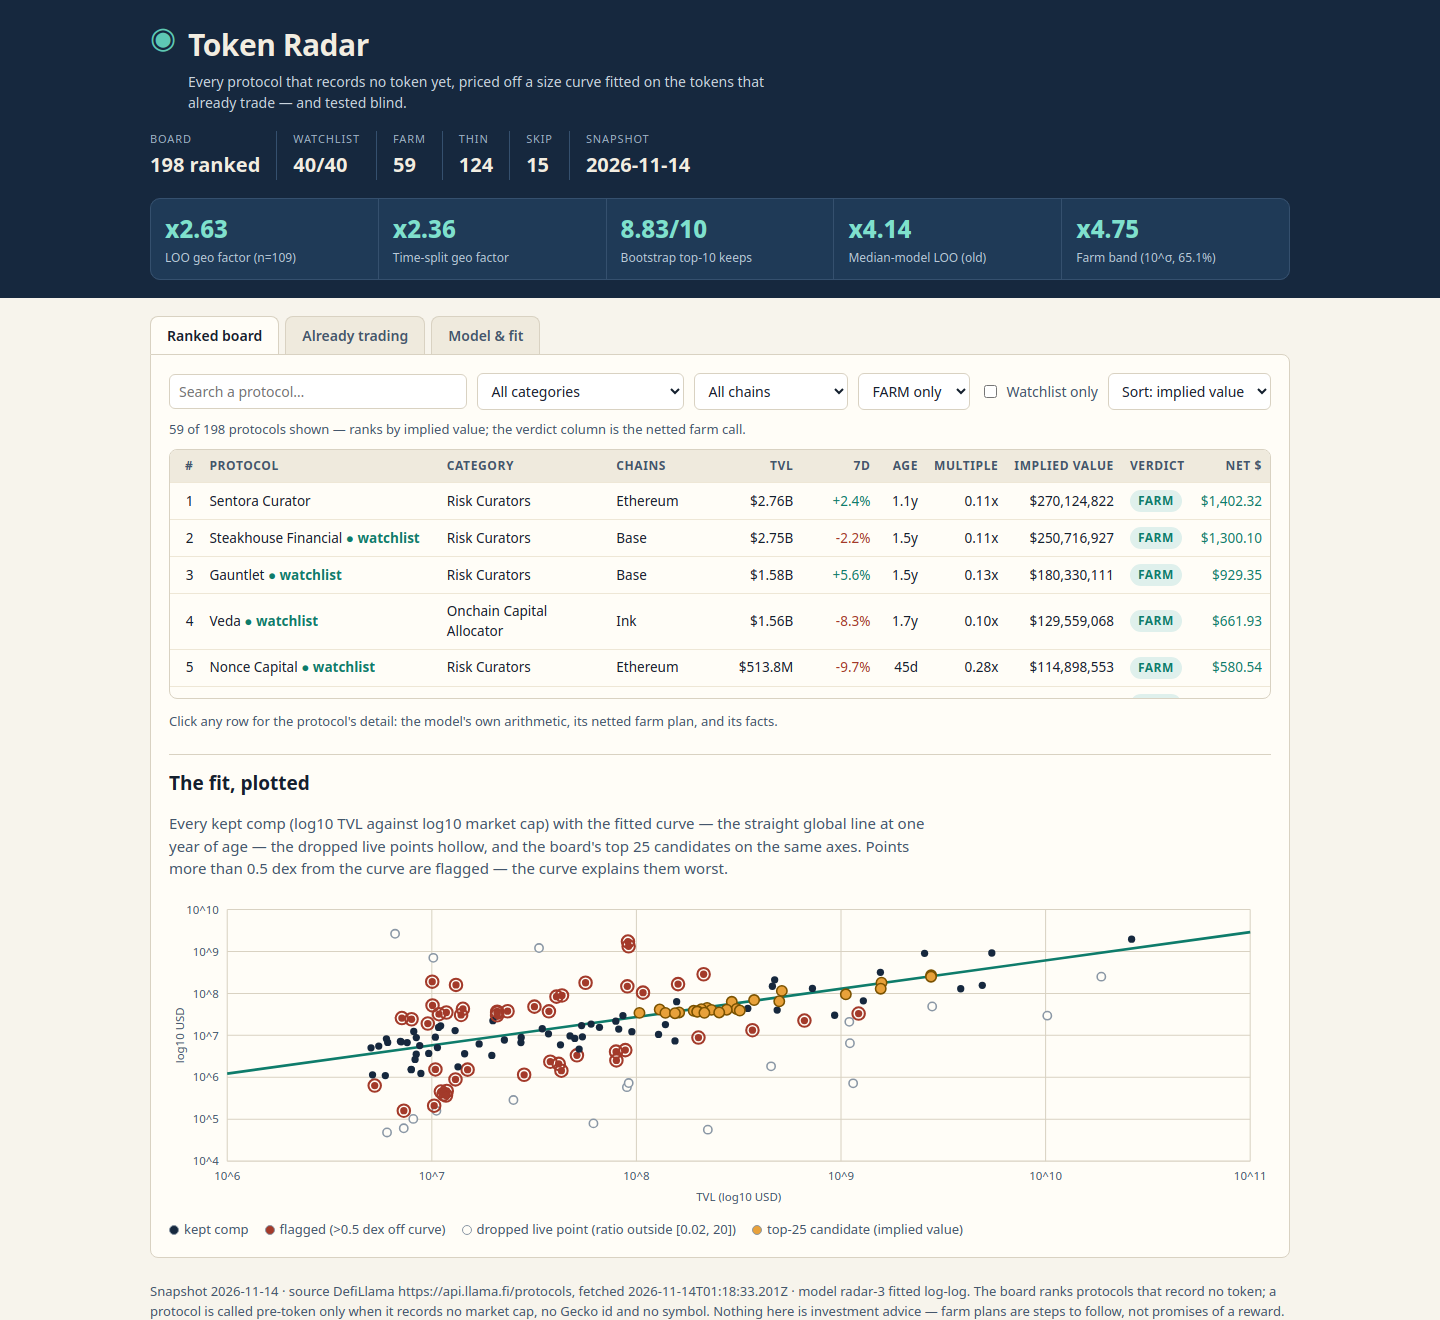 Token Radar
Every protocol that records no token yet, priced off a size curve fitted on the tokens that
already trade — and tested blind.
BOARD WATCHLIST FARM THIN SKIP SNAPSHOT
198 ranked 40/40 59 124 15 2026-11-14
x2.63 x2.36 8.83/10 x4.14 x4.75
LOO geo factor (n=109) Time-split geo factor Bootstrap top-10 keeps Median-model LOO (old) Farm band (10^σ, 65.1%)
Ranked board Already trading Model & fit
Search a protocol... All categories All chains FARM only Watchlist only Sort: implied value
59 of 198 protocols shown — ranks by implied value; the verdict column is the netted farm call.
# PROTOCOL CATEGORY CHAINS TVL 7D AGE MULTIPLE IMPLIED VALUE VERDICT NET $
1 Sentora Curator Risk Curators Ethereum $2.76B +2.4% 1.1y 0.11x $270,124,822 FARM $1,402.32
2 Steakhouse Financial ● watchlist Risk Curators Base $2.75B -2.2% 1.5y 0.11x $250,716,927 FARM $1,300.10
3 Gauntlet ● watchlist Risk Curators Base $1.58B +5.6% 1.5y 0.13x $180,330,111 FARM $929.35
4 Veda ● watchlist Onchain Capital Allocator Ink $1.56B -8.3% 1.7y 0.10x $129,559,068 FARM $661.93
5 Nonce Capital ● watchlist Risk Curators Ethereum $513.8M -9.7% 45d 0.28x $114,898,553 FARM $580.54
Click any row for the protocol's detail: the model's own arithmetic, its netted farm plan, and its facts.
The fit, plotted
Every kept comp (log10 TVL against log10 market cap) with the fitted curve — the straight global line at one
year of age — the dropped live points hollow, and the board's top 25 candidates on the same axes. Points
more than 0.5 dex from the curve are flagged — the curve explains them worst.
10^10
10^9
10^8
10^7
10^6
10^5
10^4
log10 USD
10^6 10^7 10^8 10^9 10^10 10^11
TVL (log10 USD)
kept comp flagged (>0.5 dex off curve) dropped live point (ratio outside [0.02, 20]) top-25 candidate (implied value)
Snapshot 2026-11-14 · source DefiLlama https://api.llama.fi/protocols, fetched 2026-11-14T01:18:33.201Z · model radar-3 fitted log-log. The board ranks protocols that record no token; a
protocol is called pre-token only when it records no market cap, no Gecko id and no symbol. Nothing here is investment advice — farm plans are steps to follow, not promises of a reward.